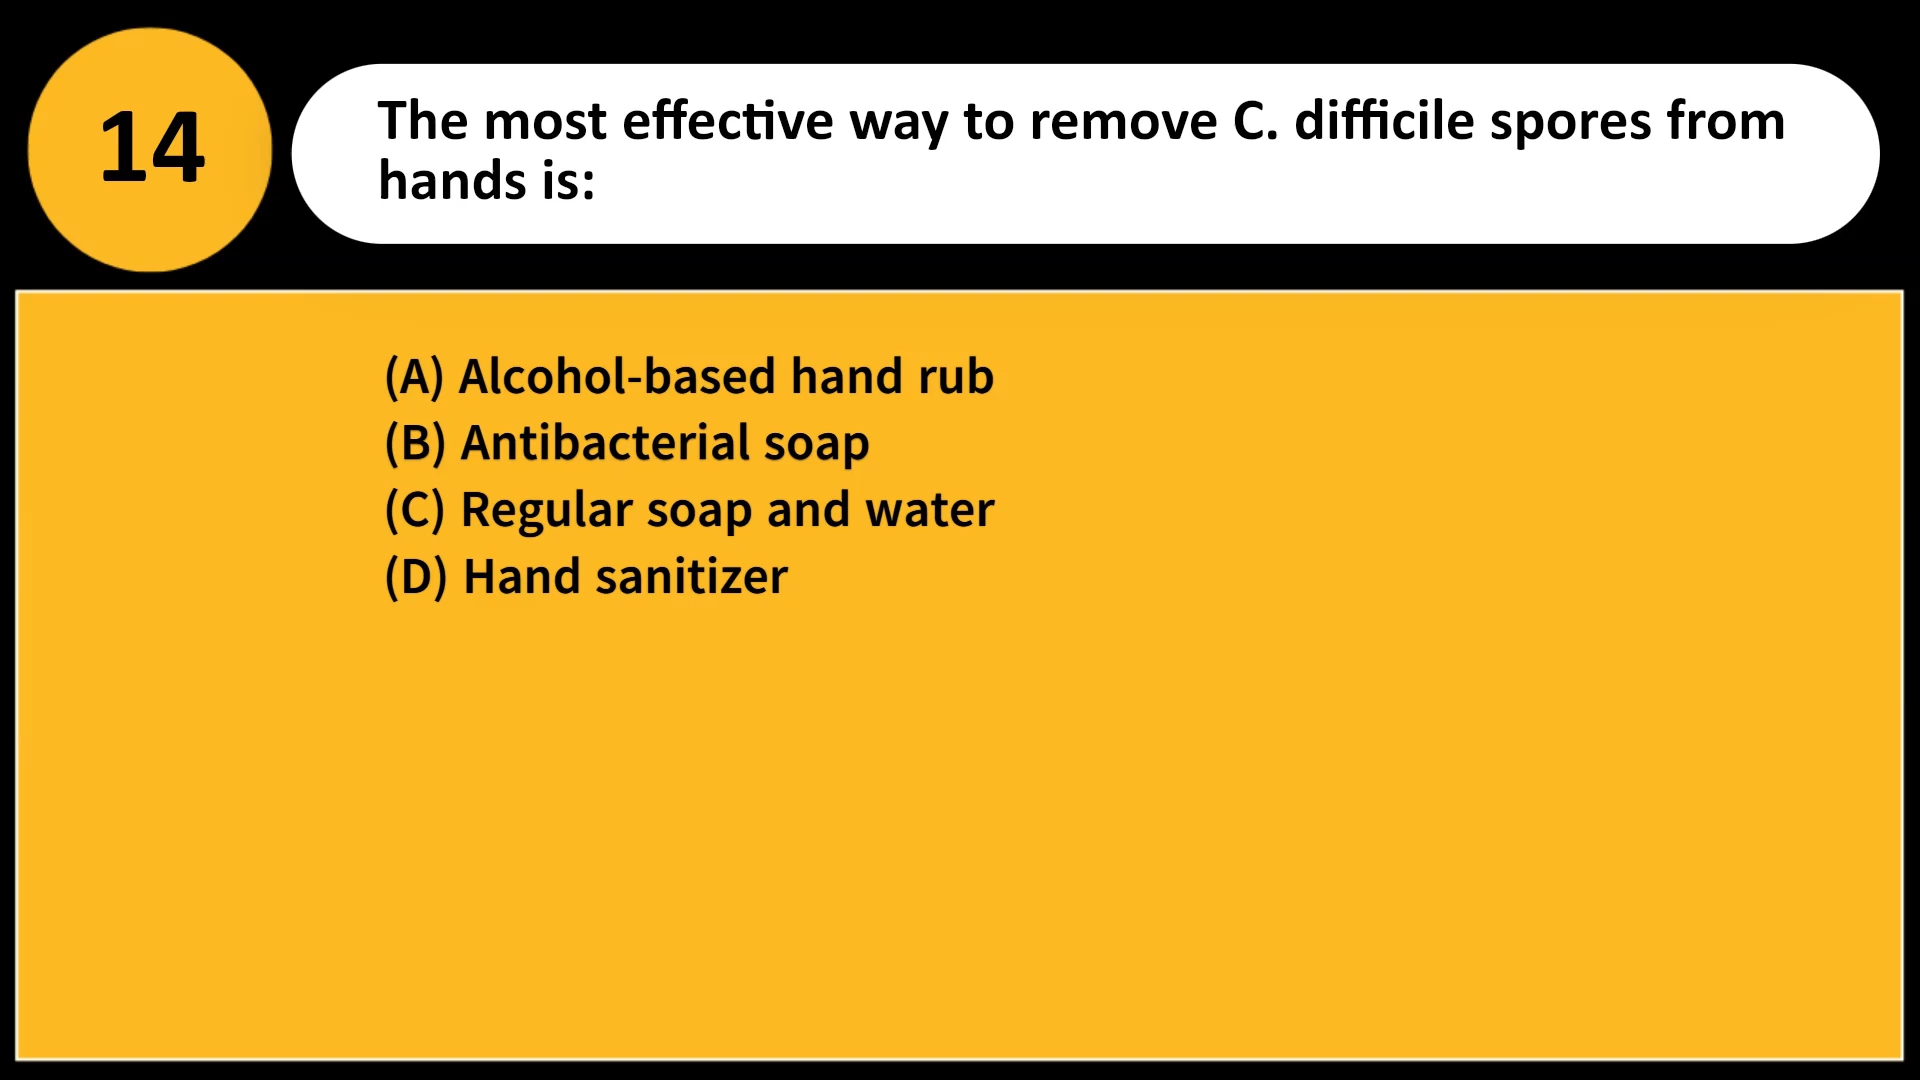 14
The most effective way to remove C. difficile spores from
hands is:
(A) Alcohol-based hand rub
(B) Antibacterial soap
(C) Regular soap and water
(D) Hand sanitizer